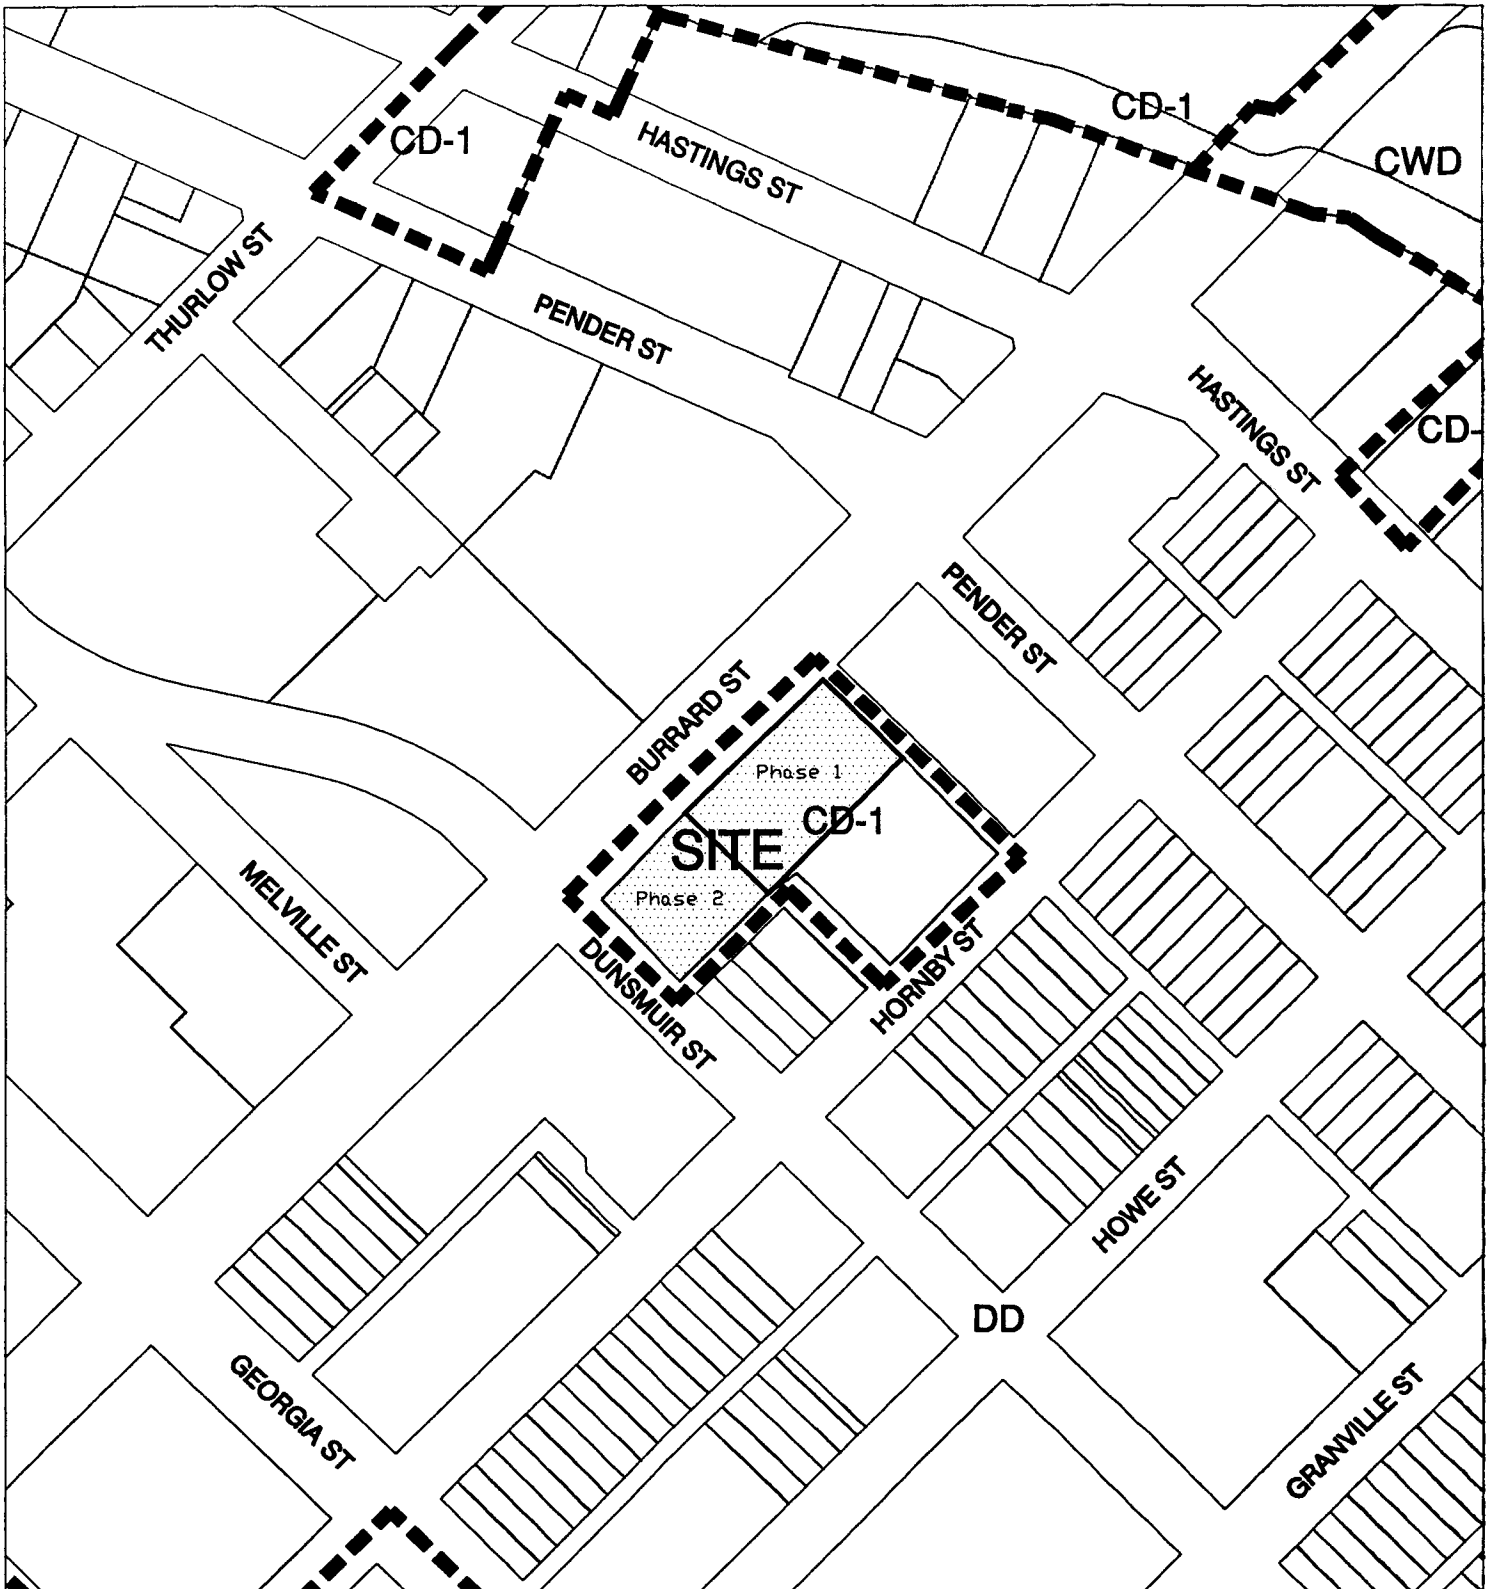 CD-1
CD-1
HASTINGS ST
CWD
THURLOW ST
PENDER ST
HASTINGS ST
CD-
PENDER ST
BURRARD ST
Phase 1
CD-1
SITE
Phase 2
MELVILLE ST
DUNSMUIR ST
HORNBY ST
HOWE ST
DD
GEORGIA ST
GRANVILLE ST